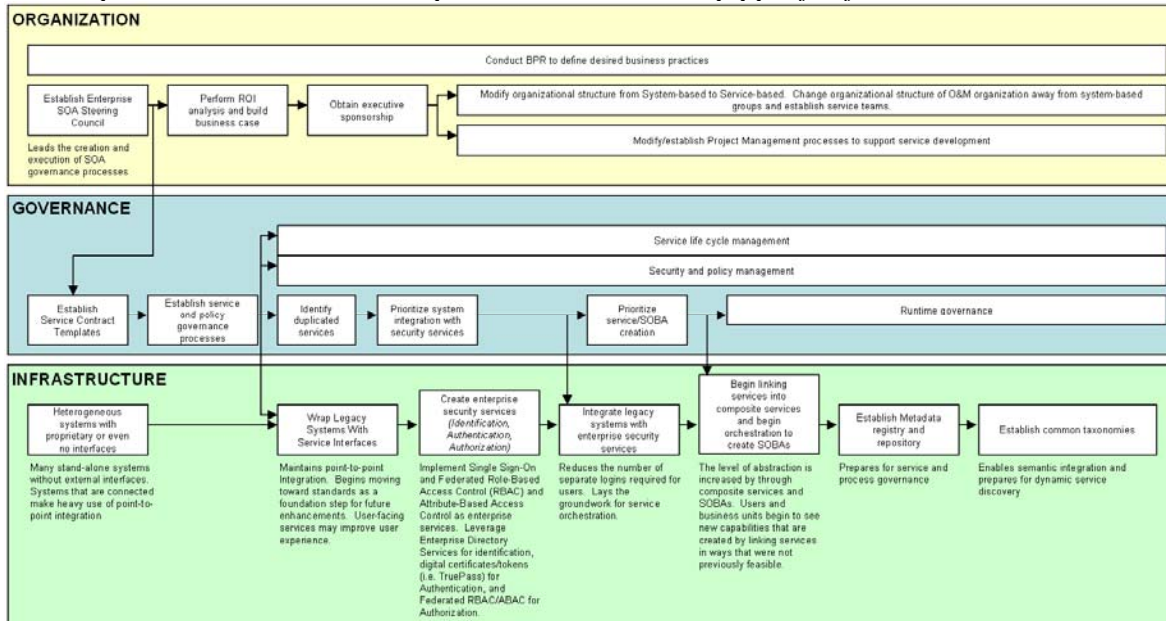 ORGANIZATION
Conduct BPR to define desired business practices
Establish Enterprise
SOA Steering
Council
Perform ROI
analysis and build
business case
Obtain executive
sponsorship
Modify organizational structure from System-based to Service-based. Change organizational structure of O&M organization away from system-based
groups and establish service teams.
Modify/establish Project Management processes to support service development
Leads the creation and
execution of SOA
governance processes
GOVERNANCE
Service life cycle management
Security and policy management
Establish
Service Contract
Templates
Establish service
and policy
governance
processes
Identify
duplicated
services
Prioritize system
integration with
security services
Prioritize
service/SOBA
creation
Runtime governance
INFRASTRUCTURE
Heterogeneous
systems with
proprietary or even
no interfaces
Many stand-alone systems
without external interfaces.
Systems that are connected
make heavy use of point-to-
point integration
Wrap Legacy
Systems With
Service Interfaces
Maintains point-to-point
Integration. Begins moving
toward standards as a
foundation step for future
enhancements. User-facing
services may improve user
experience.
Create enterprise
security services
(Identification,
Authentication,
Authorization)
Implement Single Sign-On
and Federated Role-Based
Access Control (RBAC) and
Attribute-Based Access
Control as enterprise
services. Leverage
Enterprise Directory
Services for identification,
digital certificates/tokens
(i.e. TruePass) for
Authentication, and
Federated RBAC/ABAC for
Authorization.
Integrate legacy
systems with
enterprise security
services
Reduces the number of
separate logins required for
users. Lays the
groundwork for service
orchestration.
Begin linking
services into
composite services
and begin
orchestration to
create SOBAs
The level of abstraction is
increased by through
composite services and
SOBAs. Users and
business units begin to see
new capabilities that are
created by linking services
in ways that were not
previously feasible.
Establish Metadata
registry and
repository
Prepares for service and
process governance
Establish common taxonomies
Enables semantic integration and
prepares for dynamic service
discovery